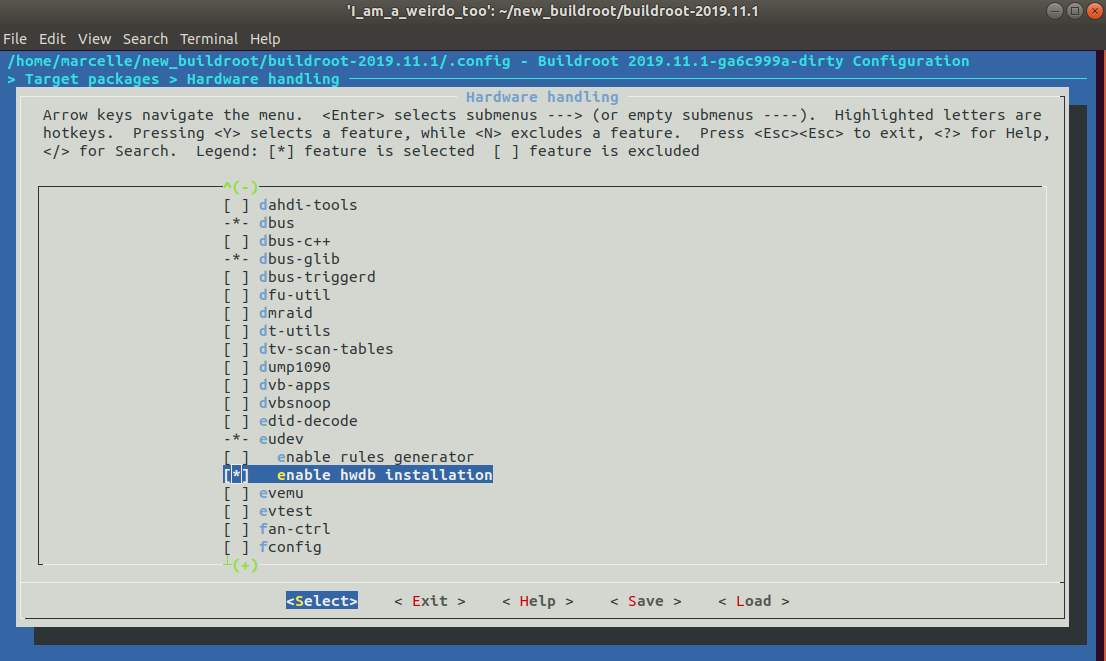 'I_am_a_weirdo_too': ~/new_buildroot/buildroot-2019.11.1
File Edit View Search Terminal Help
/home/marcelle/new_buildroot/buildroot-2019.11.1/.config - Buildroot 2019.11.1-ga6c999a-dirty Configuration
> Target packages > Hardware handling
Hardware handling
Arrow keys navigate the menu.  <Enter> selects submenus ---> (or empty submenus ----).  Highlighted letters are
hotkeys.  Pressing <Y> selects a feature, while <N> excludes a feature.  Press <Esc><Esc> to exit, <?> for Help,
</> for Search.  Legend: [*] feature is selected  [ ] feature is excluded
^(-)
[ ] dahdi-tools
-*- dbus
[ ] dbus-c++
-*- dbus-glib
[ ] dbus-triggerd
[ ] dfu-util
[ ] dmraid
[ ] dt-utils
[ ] dtv-scan-tables
[ ] dump1090
[ ] dvb-apps
[ ] dvbsnoop
[ ] edid-decode
-*- eudev
[ ]   enable rules generator
[*]   enable hwdb installation
[ ] evemu
[ ] evtest
[ ] fan-ctrl
[ ] fconfig
(+)
<Select>    < Exit >    < Help >    < Save >    < Load >